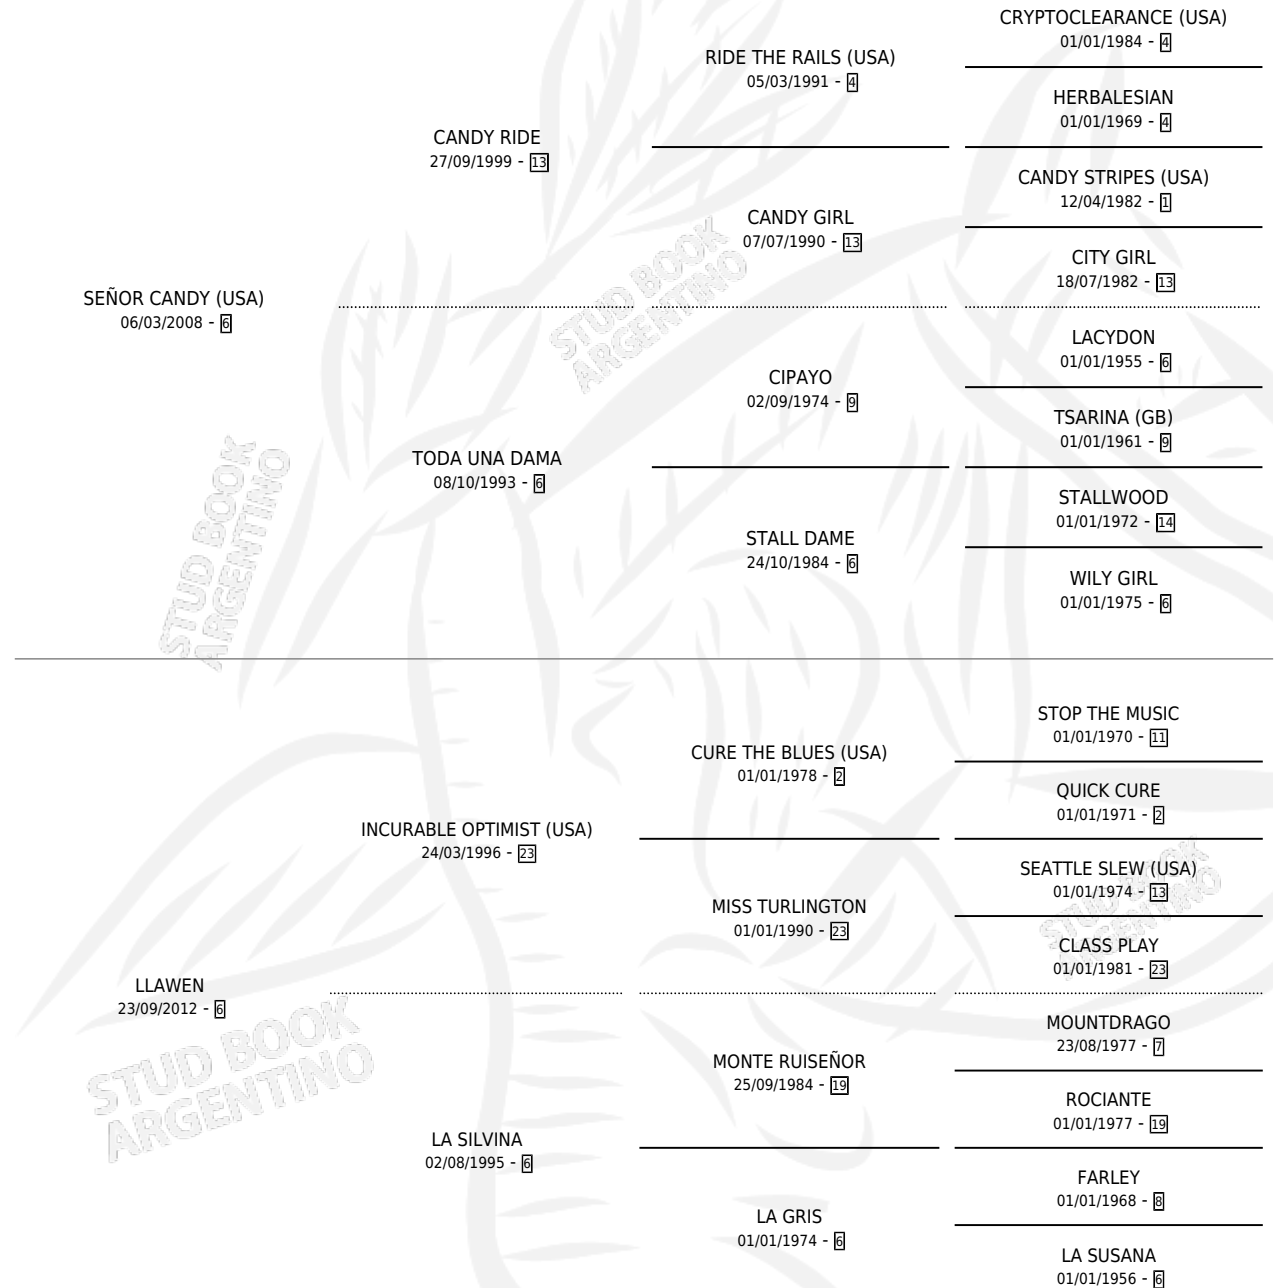 CRYPTOCLEARANCE (USA)
01/01/1984 - 4
RIDE THE RAILS (USA)
05/03/1991 - 4
HERBALESIAN
01/01/1969 - 4
CANDY RIDE
27/09/1999 - 13
CANDY STRIPES (USA)
12/04/1982 - 1
CANDY GIRL
07/07/1990 - 13
CITY GIRL
18/07/1982 - 13
SEÑOR CANDY (USA)
06/03/2008 - 6
LACYDON
01/01/1955 - 6
CIPAYO
02/09/1974 - 9
TSARINA (GB)
01/01/1961 - 9
TODA UNA DAMA
08/10/1993 - 6
STALLWOOD
01/01/1972 - 14
STALL DAME
24/10/1984 - 6
WILY GIRL
01/01/1975 - 6
STUD BOOK
ARGENTINO
STUD BOOK
ARGENTINO
STOP THE MUSIC
01/01/1970 - 11
CURE THE BLUES (USA)
01/01/1978 - 2
QUICK CURE
01/01/1971 - 2
INCURABLE OPTIMIST (USA)
24/03/1996 - 23
SEATTLE SLEW (USA)
01/01/1974 - 13
MISS TURLINGTON
01/01/1990 - 23
CLASS PLAY
01/01/1981 - 23
STUD BOOK
ARGENTINO
LLAWEN
23/09/2012 - 6
MOUNTDRAGO
23/08/1977 - 7
MONTE RUISEÑOR
25/09/1984 - 19
ROCIANTE
01/01/1977 - 19
LA SILVINA
02/08/1995 - 6
FARLEY
01/01/1968 - 8
LA GRIS
01/01/1974 - 6
LA SUSANA
01/01/1956 - 6
STUD BOOK
ARGENTINO